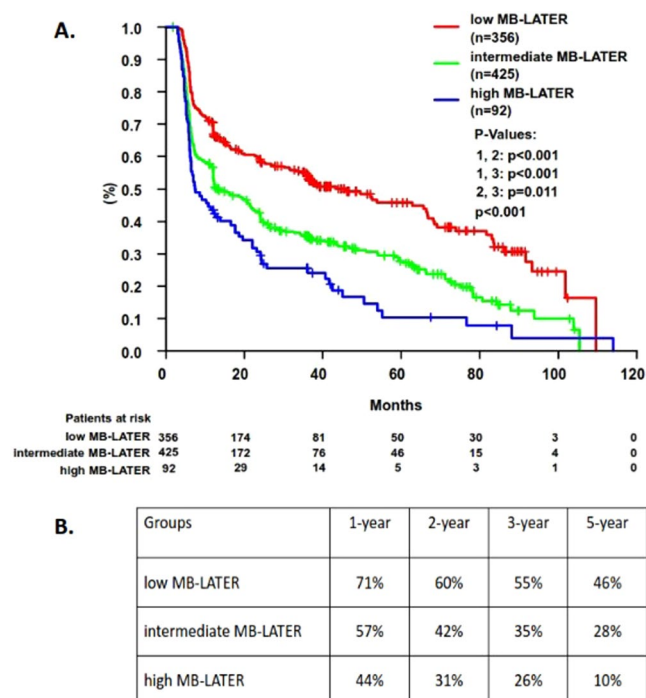 A.
low MB-LATER
(n=356)
intermediate MB-LATER
(n=425)
high MB-LATER
(n=92)
P-Values:
1, 2: p<0.001
1, 3: p<0.001
2, 3: p=0.011
p<0.001
1.0
0.9
0.8
0.7
0.6
0.5
0.4
0.3
0.2
0.1
0.0
(%)
0 20 40 60 80 100 120
Months
Patients at risk
low MB-LATER 356 174 81 50 30 3 0
intermediate MB-LATER 425 172 76 46 15 4 0
high MB-LATER 92 29 14 5 3 1 0
B.
Groups 1-year 2-year 3-year 5-year
low MB-LATER 71% 60% 55% 46%
intermediate MB-LATER 57% 42% 35% 28%
high MB-LATER 44% 31% 26% 10%